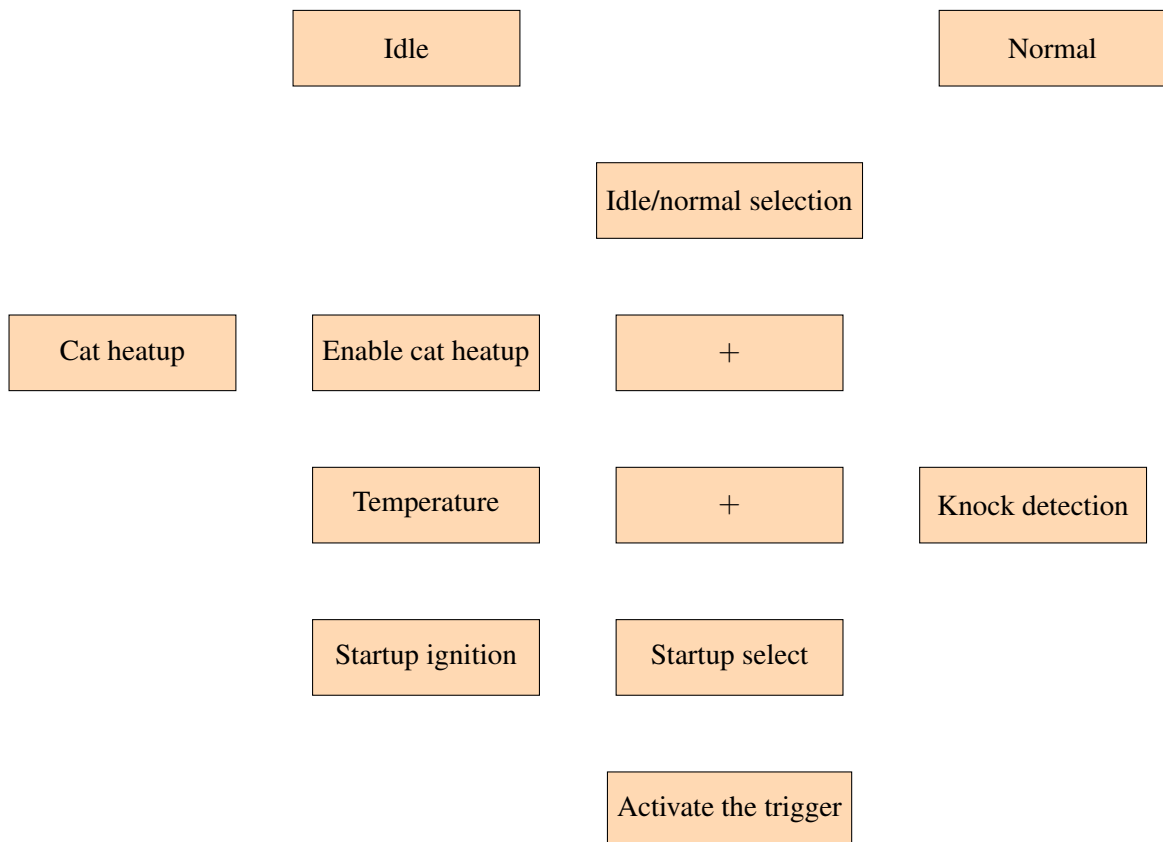 Idle
Normal
Idle/normal selection
Cat heatup
Enable cat heatup
+
Temperature
+
Knock detection
Startup ignition
Startup select
Activate the trigger